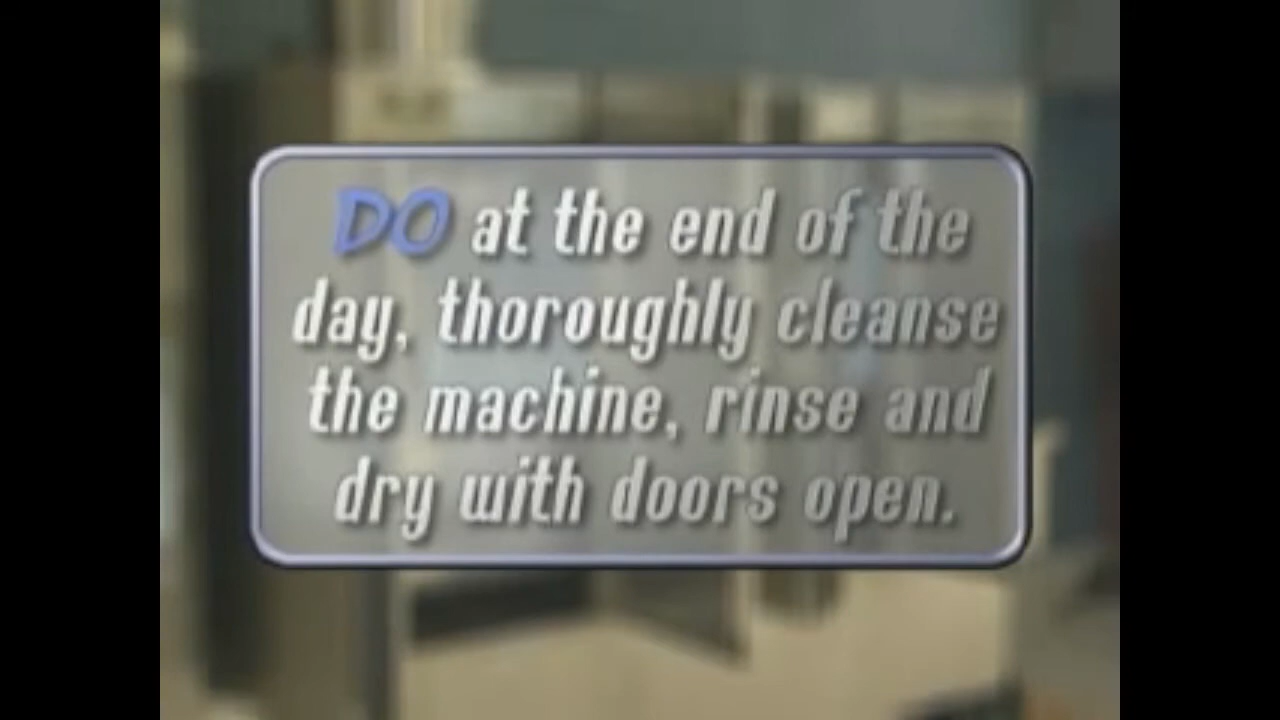 DO at the end of the
day, thoroughly cleanse
the machine, rinse and
dry with doors open.